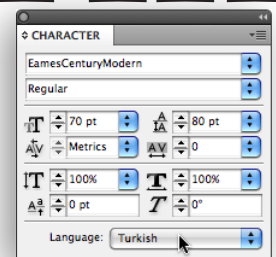 CHARACTER
EamesCenturyModern
Regular
70 pt 80 pt
Metrics 0
100% 100%
0 pt 0°
Language: Turkish